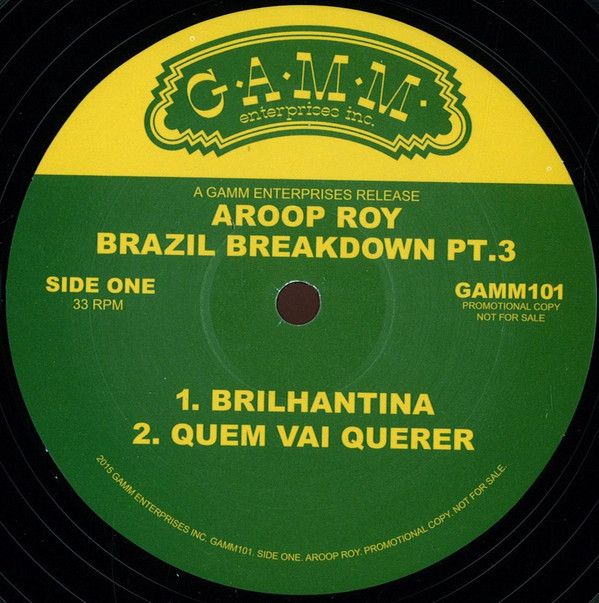 G·A·M·M·
enterprises inc.
A GAMM ENTERPRISES RELEASE
AROOP ROY
BRAZIL BREAKDOWN PT.3
SIDE ONE
33 RPM
GAMM101
PROMOTIONAL COPY
NOT FOR SALE
1. BRILHANTINA
2. QUEM VAI QUERER
2015 GAMM ENTERPRISES INC. GAMM101. SIDE ONE. AROOP ROY. PROMOTIONAL COPY. NOT FOR SALE.